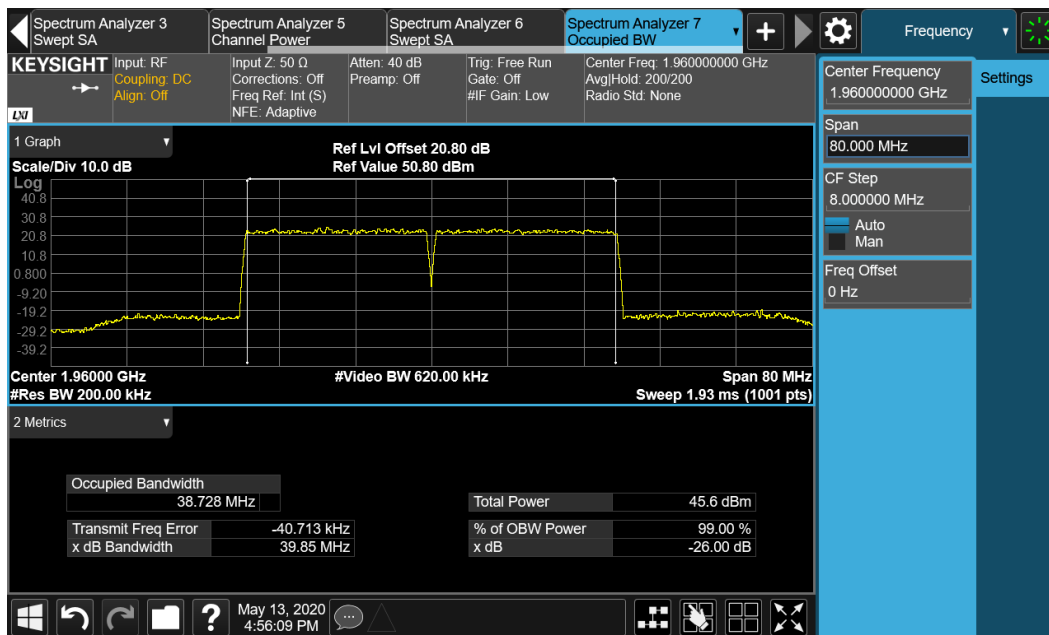 Spectrum Analyzer 3
Swept SA
Spectrum Analyzer 5
Channel Power
Spectrum Analyzer 6
Swept SA
Spectrum Analyzer 7
Occupied BW
Frequency
KEYSIGHT
LXI
Input: RF
Coupling: DC
Align: Off
Input Z: 50 Ω
Corrections: Off
Freq Ref: Int (S)
NFE: Adaptive
Atten: 40 dB
Preamp: Off
Trig: Free Run
Gate: Off
#IF Gain: Low
Center Freq: 1.960000000 GHz
Avg|Hold: 200/200
Radio Std: None
Center Frequency
1.960000000 GHz
Settings
Span
80.000 MHz
CF Step
8.000000 MHz
Auto
Man
Freq Offset
0 Hz
1 Graph
Scale/Div 10.0 dB
Ref Lvl Offset 20.80 dB
Ref Value 50.80 dBm
Log
40.8
30.8
20.8
10.8
0.800
-9.20
-19.2
-29.2
-39.2
Center 1.96000 GHz
#Res BW 200.00 kHz
#Video BW 620.00 kHz
Span 80 MHz
Sweep 1.93 ms (1001 pts)
2 Metrics
Occupied Bandwidth
38.728 MHz
Total Power 45.6 dBm
Transmit Freq Error -40.713 kHz
% of OBW Power 99.00 %
x dB Bandwidth 39.85 MHz
x dB -26.00 dB
?
May 13, 2020
4:56:09 PM